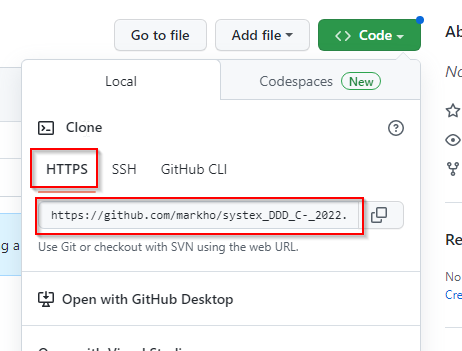 Go to file
Add file
<> Code
Ab
No
Local
Codespaces New
Clone
HTTPS SSH GitHub CLI
https://github.com/markho/systex_DDD_C-_2022.
Use Git or checkout with SVN using the web URL.
g a
Re
No
Cre
Open with GitHub Desktop